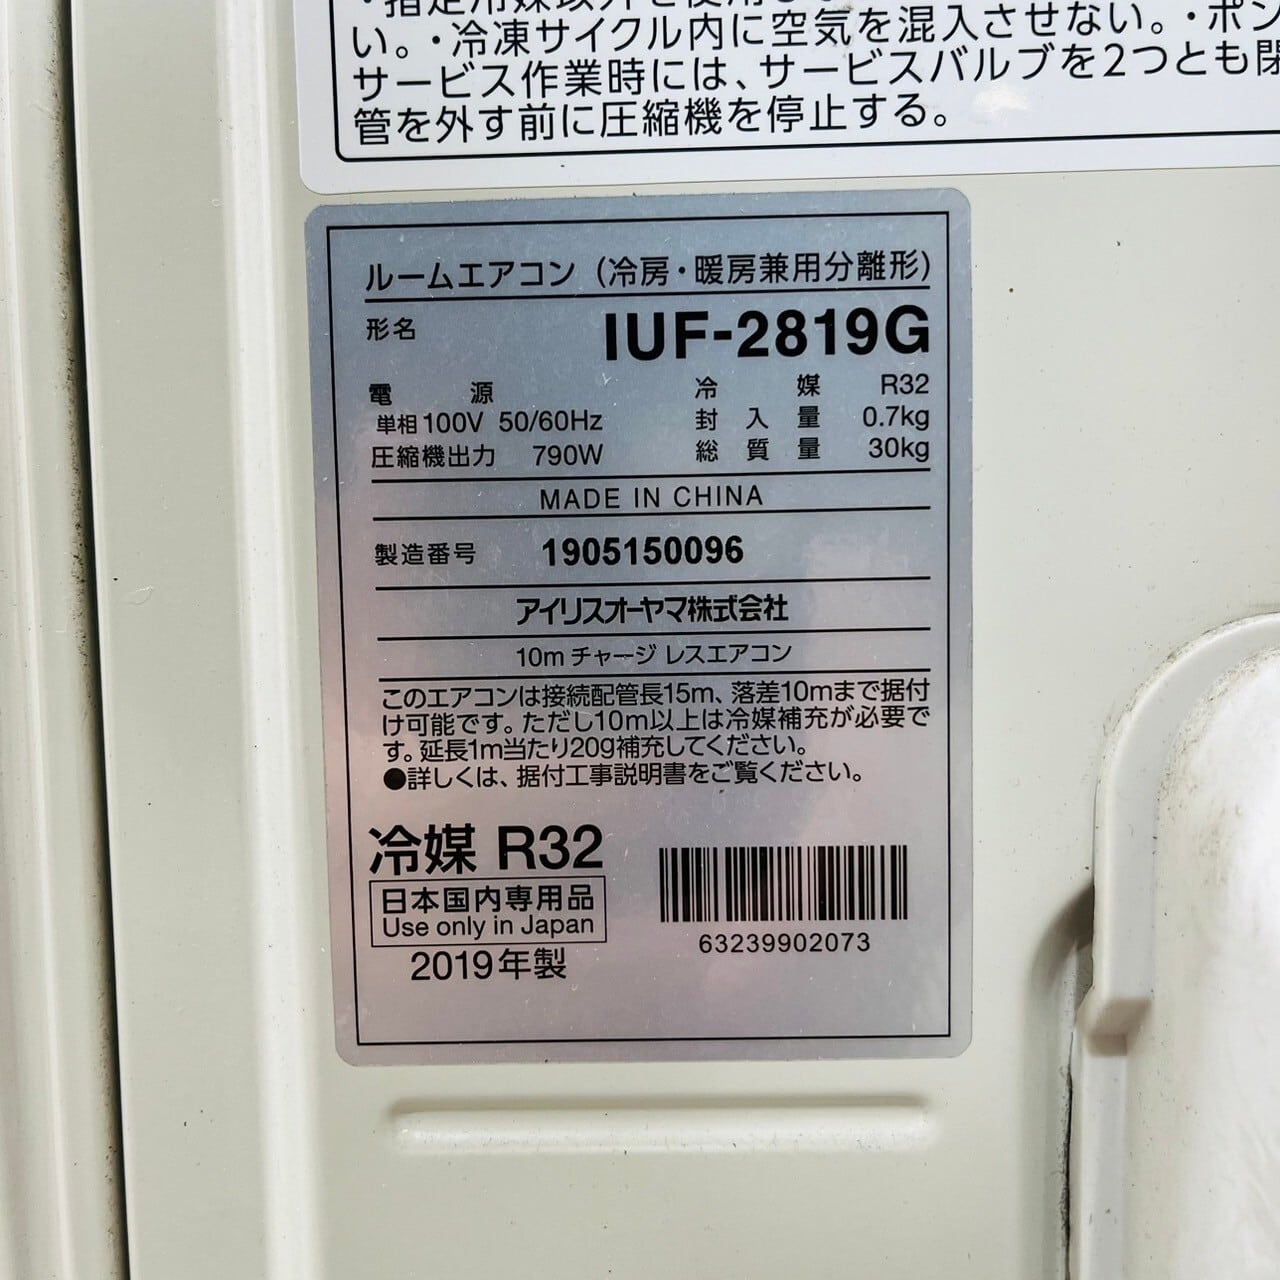 い。・冷凍サイクル内に空気を混入させない。・ポン
サービス作業時には、サービスバルブを2つとも閉
管を外す前に圧縮機を停止する。
ルームエアコン（冷房・暖房兼用分離形）
形名 IUF-2819G
電源 冷媒 R32
単相100V 50/60Hz 封入量 0.7kg
圧縮機出力 790W 総質量 30kg
MADE IN CHINA
製造番号 1905150096
アイリスオーヤマ株式会社
10mチャージレスエアコン
このエアコンは接続配管長15m、落差10mまで据付
け可能です。ただし10m以上は冷媒補充が必要で
す。延長1m当たり20g補充してください。
●詳しくは、据付工事説明書をご覧ください。
冷媒 R32
日本国内専用品
Use only in Japan
2019年製
63239902073